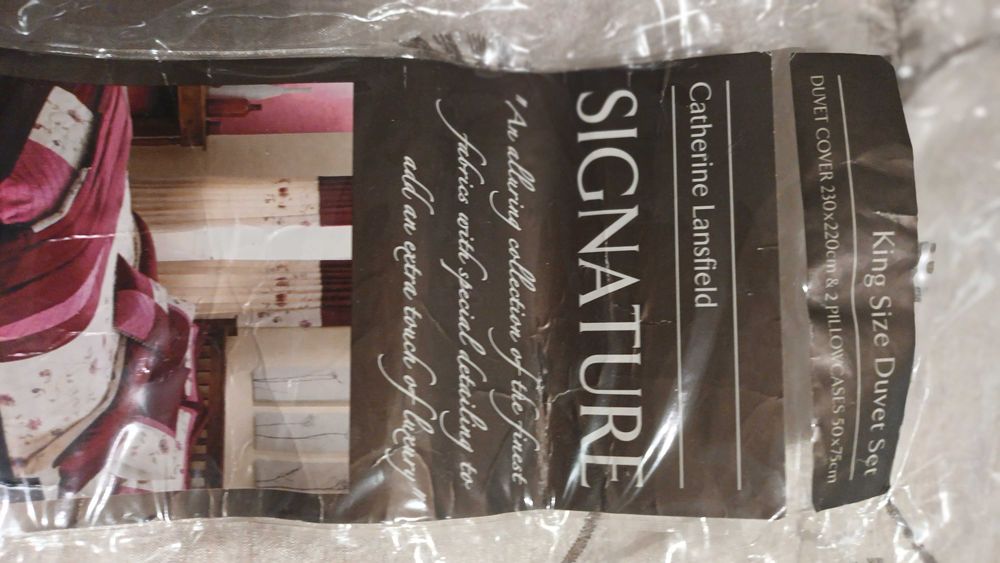 King Size Duvet Set
DUVET COVER 230x220cm & 2 PILLOW CASES 50x75cm
Catherine Lansfield
SIGNATURE
"An alluring collection of the finest
fabrics with special detailing to
add an extra touch of luxury"